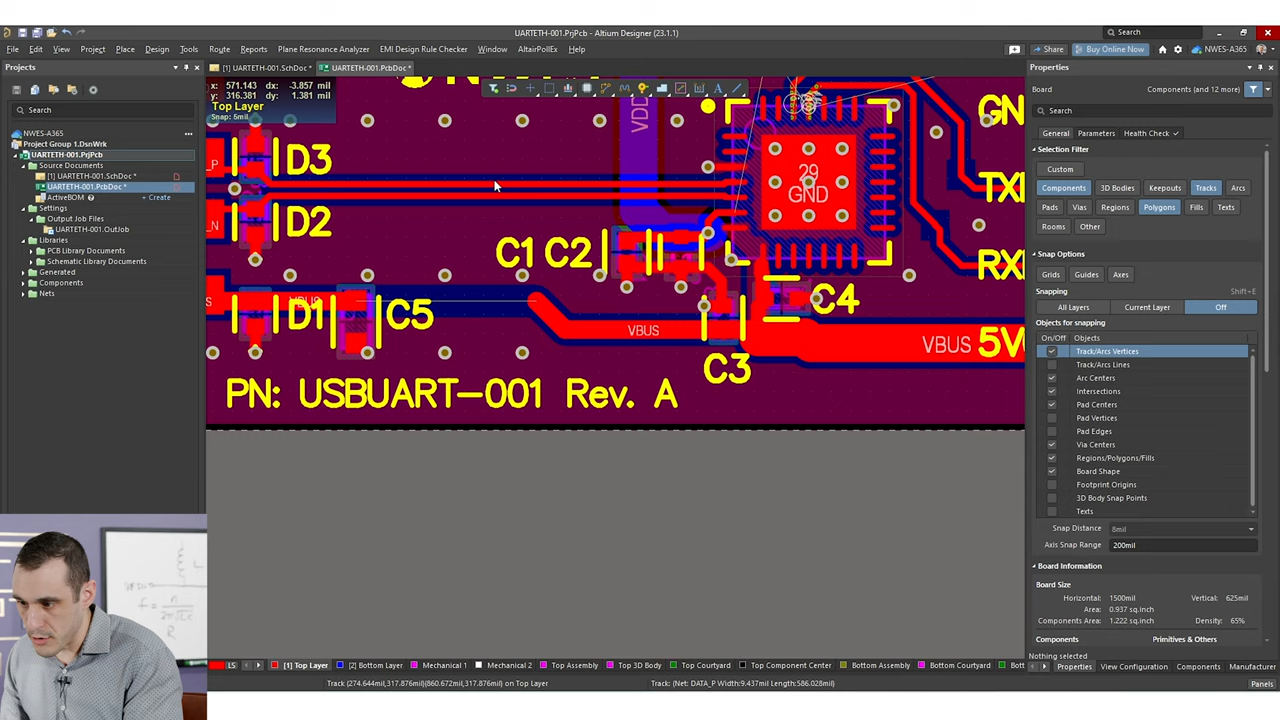 UARTETH-001.PrjPcb - Altium Designer (23.1.1)
Search
File Edit View Project Place Design Tools Route Reports Plane Resonance Analyzer EMI Design Rule Checker Window AltairPollEx Help
Share Buy Online Now NWES-A365
Projects
[1] UARTETH-001.SchDoc * UARTETH-001.PcbDoc *
Search
NWES-A365
Project Group 1.DsnWrk
UARTETH-001.PrjPcb
Source Documents
[1] UARTETH-001.SchDoc *
UARTETH-001.PcbDoc *
ActiveBOM + Create
Settings
Output Job Files
UARTETH-001.OutJob
Libraries
PCB Library Documents
Schematic Library Documents
Generated
Components
Nets
x: 571.143 dx: -3.857 mil
y: 316.381 dy: 1.381 mil
Top Layer
Snap: 5mil
VDD
_P
D3
D2
_N
29
GND
GN
TX
RX
C1 C2
C4
S
VBUS
D1
C5
VBUS
VBUS
5V
C3
PN: USBUART-001 Rev. A
Properties
Board Components (and 12 more)
Search
General Parameters Health Check
Selection Filter
Custom
Components 3D Bodies Keepouts Tracks Arcs
Pads Vias Regions Polygons Fills Texts
Rooms Other
Snap Options
Grids Guides Axes
Snapping Shift+E
All Layers Current Layer Off
Objects for snapping
On/Off Objects
Track/Arcs Vertices
Track/Arcs Lines
Arc Centers
Intersections
Pad Centers
Pad Vertices
Pad Edges
Via Centers
Regions/Polygons/Fills
Board Shape
Footprint Origins
3D Body Snap Points
Texts
Snap Distance 8mil
Axis Snap Range 200mil
Board Information
Board Size
Horizontal: 1500mil Vertical: 625mil
Area: 0.937 sq.inch
Components Area: 1.222 sq.inch Density: 65%
Components Primitives & Others
Nothing selected
LS [1] Top Layer [2] Bottom Layer Mechanical 1 Mechanical 2 Top Assembly Top 3D Body Top Courtyard Top Component Center Bottom Assembly Bottom Courtyard Bott
Properties View Configuration Components Manufacturer
Track (274.644mil,317.876mil)(860.672mil,317.876mil) on Top Layer Track: (Net: DATA_P Width:9.437mil Length:586.028mil)
Panels